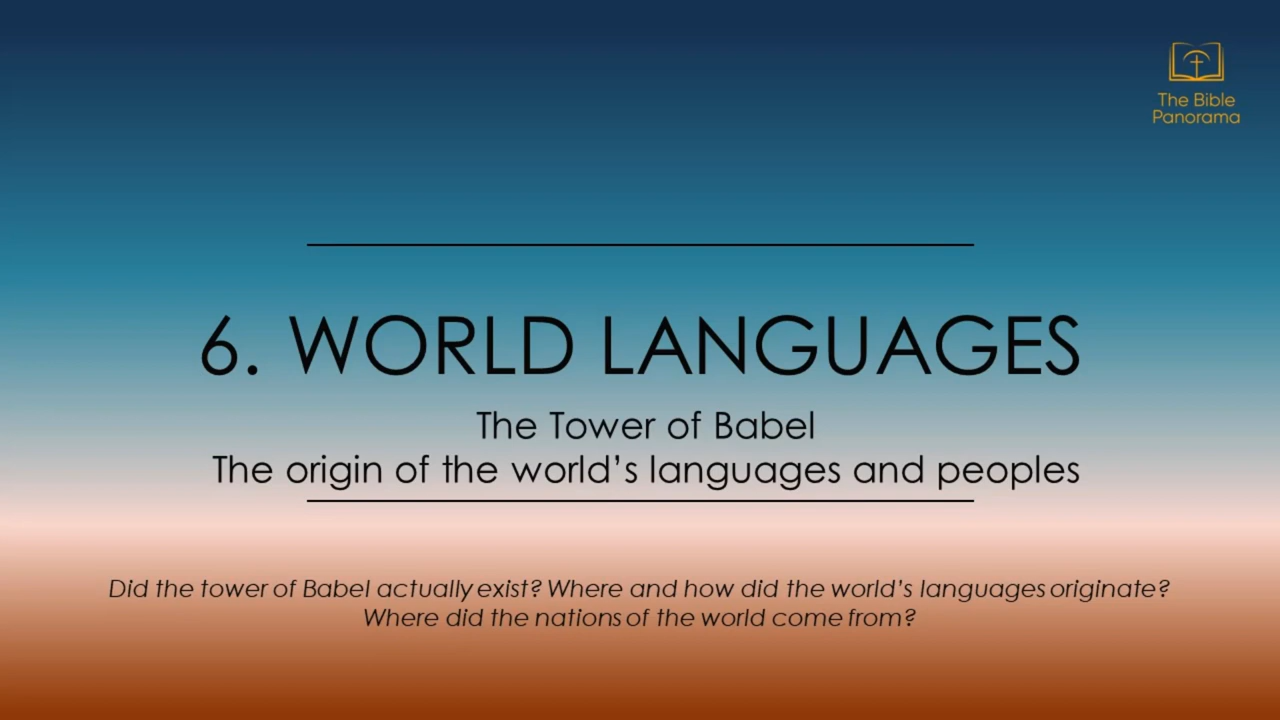 The Bible
Panorama
6. WORLD LANGUAGES
The Tower of Babel
The origin of the world's languages and peoples
Did the tower of Babel actually exist? Where and how did the world's languages originate?
Where did the nations of the world come from?